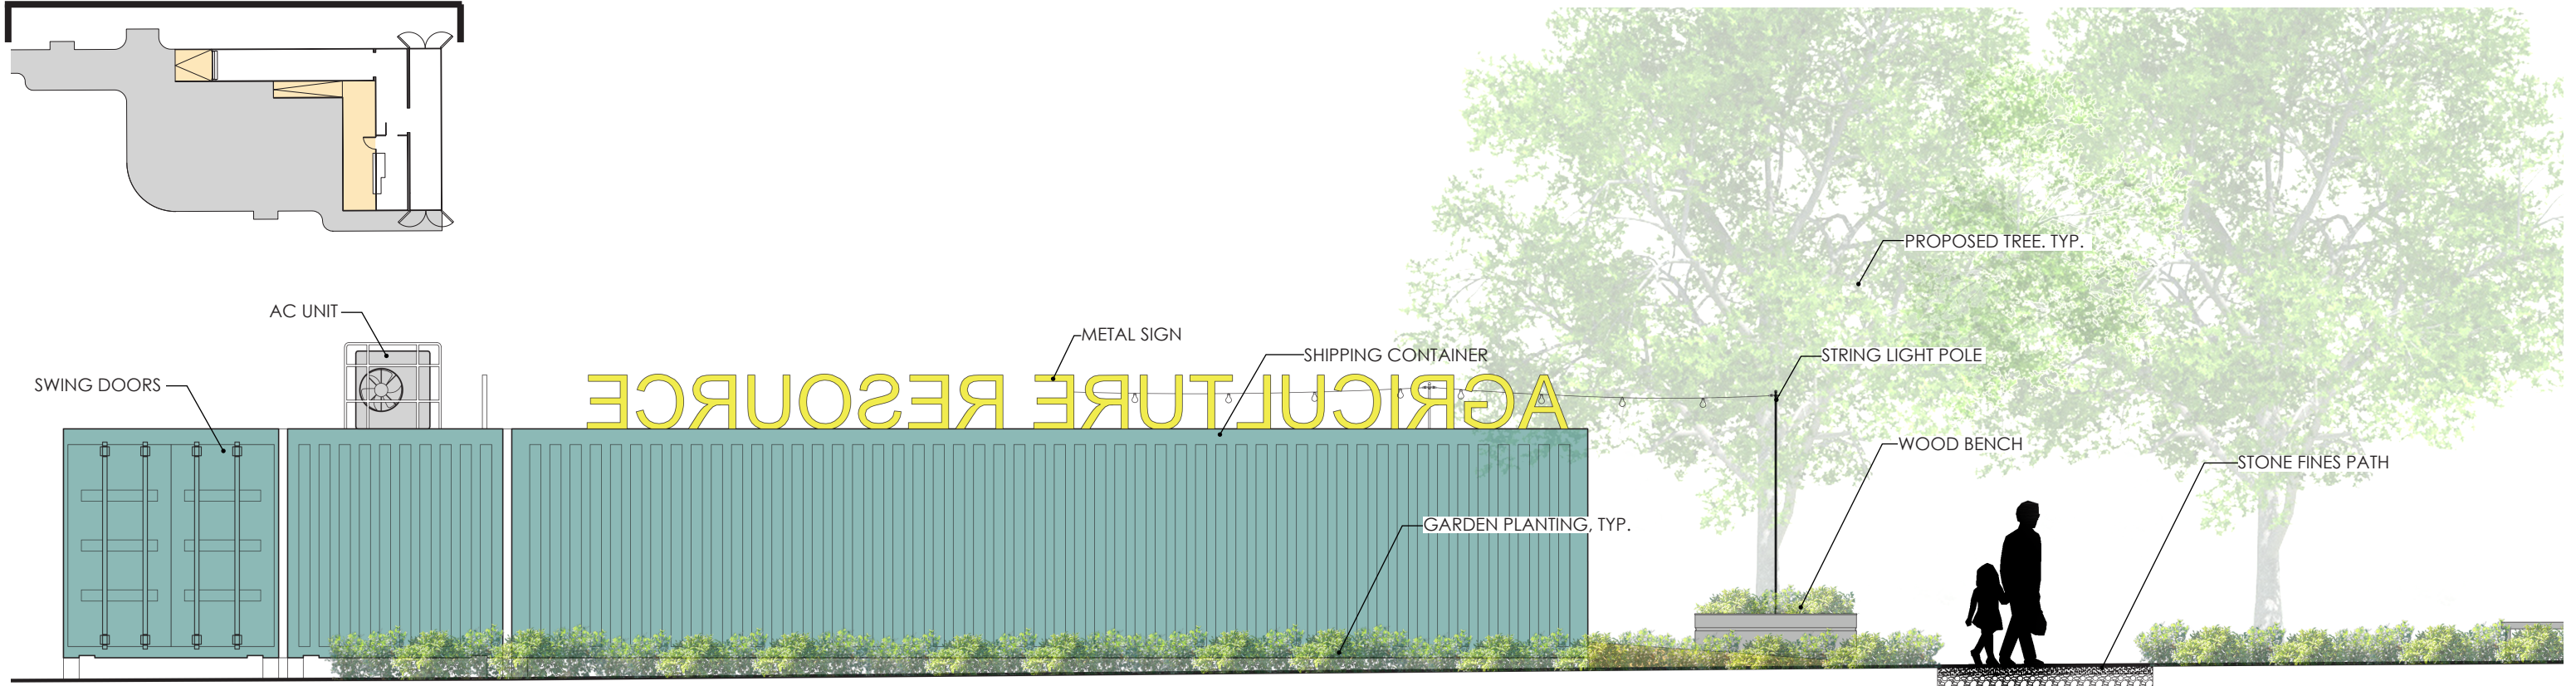 PROPOSED TREE. TYP.
AC UNIT
METAL SIGN
SHIPPING CONTAINER
STRING LIGHT POLE
SWING DOORS
AGRICULTURE RESOURCE
WOOD BENCH
STONE FINES PATH
GARDEN PLANTING, TYP.